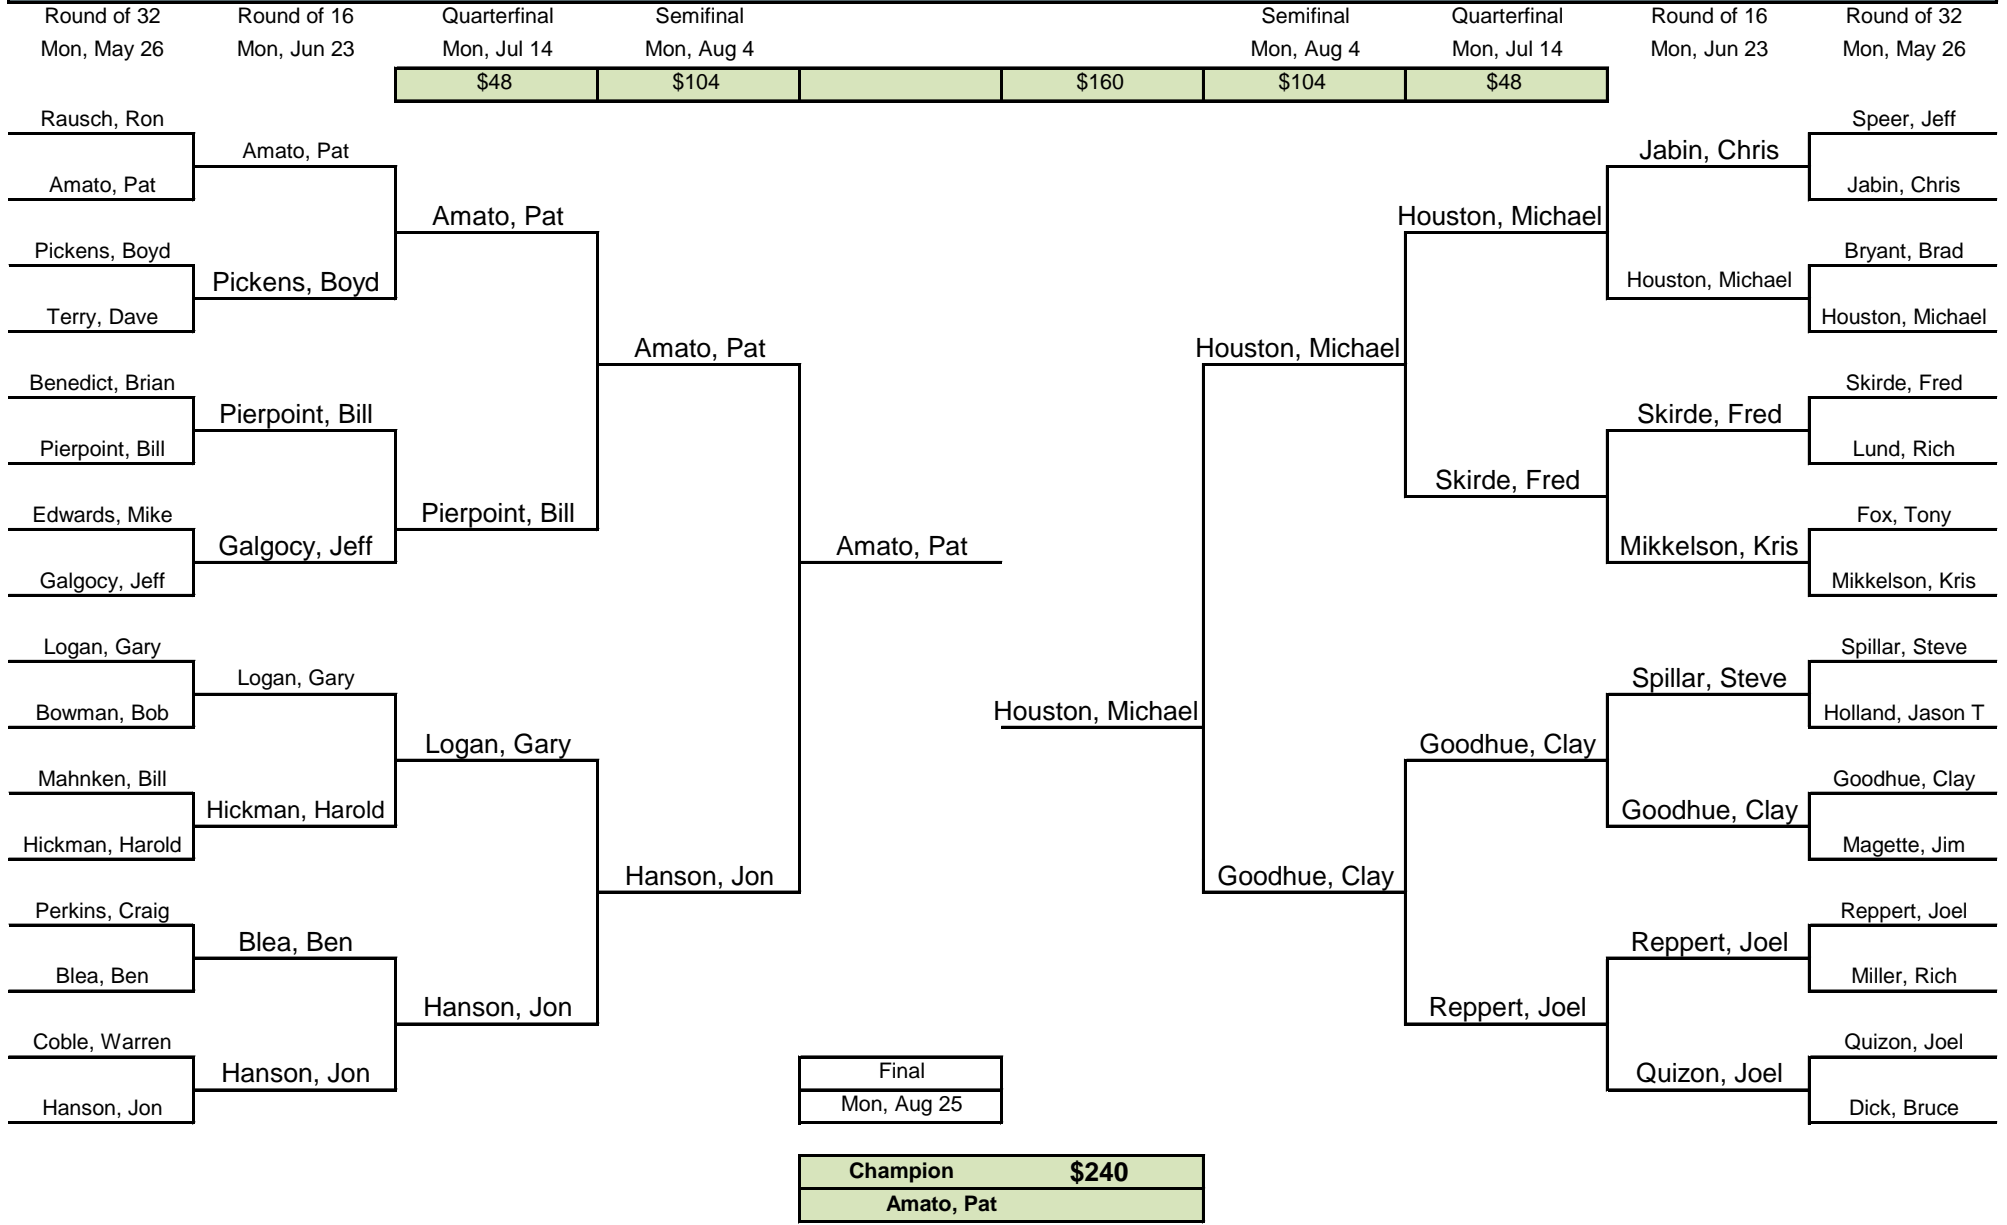 Round of 32 Round of 16 Quarterfinal Semifinal Semifinal Quarterfinal Round of 16 Round of 32
Mon, May 26 Mon, Jun 23 Mon, Jul 14 Mon, Aug 4 Mon, Aug 4 Mon, Jul 14 Mon, Jun 23 Mon, May 26
$48 $104 $160 $104 $48
Rausch, Ron Speer, Jeff
Amato, Pat Jabin, Chris
Amato, Pat Jabin, Chris
Amato, Pat Houston, Michael
Pickens, Boyd Bryant, Brad
Pickens, Boyd Houston, Michael
Terry, Dave Houston, Michael
Amato, Pat Houston, Michael
Benedict, Brian Skirde, Fred
Pierpoint, Bill Skirde, Fred
Pierpoint, Bill Lund, Rich
Skirde, Fred
Edwards, Mike Pierpoint, Bill Fox, Tony
Galgocy, Jeff Amato, Pat Mikkelson, Kris
Galgocy, Jeff Mikkelson, Kris
Logan, Gary Spillar, Steve
Logan, Gary Spillar, Steve
Bowman, Bob Houston, Michael Holland, Jason T
Logan, Gary Goodhue, Clay
Mahnken, Bill Goodhue, Clay
Hickman, Harold Goodhue, Clay
Hickman, Harold Magette, Jim
Hanson, Jon Goodhue, Clay
Perkins, Craig Reppert, Joel
Blea, Ben Reppert, Joel
Blea, Ben Miller, Rich
Hanson, Jon Reppert, Joel
Coble, Warren Quizon, Joel
Hanson, Jon Final Quizon, Joel
Hanson, Jon Mon, Aug 25 Dick, Bruce
Champion $240
Amato, Pat